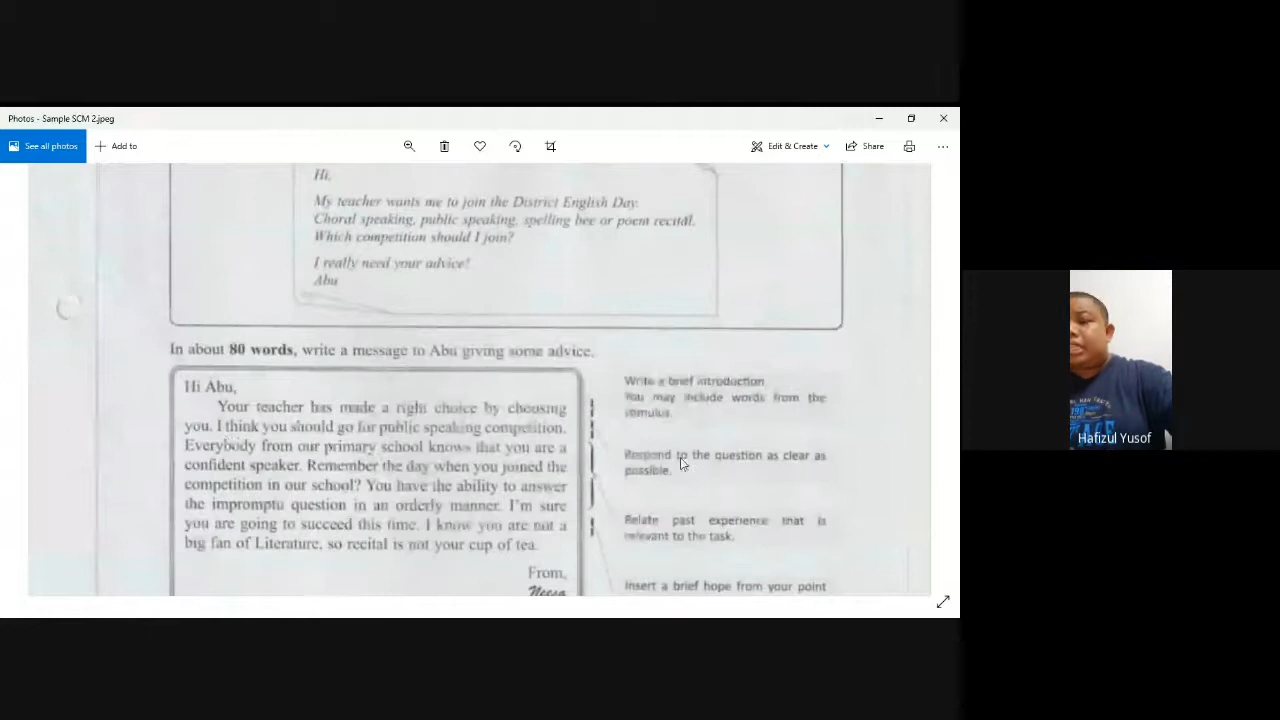 Photos - Sample SCM 2.jpeg
See all photos
Add to
Edit & Create
Share
Hi,
My teacher wants me to join the District English Day.
Choral speaking, public speaking, spelling bee or poem recital.
Which competition should I join?
I really need your advice!
Abu
In about 80 words, write a message to Abu giving some advice.
Hi Abu,
Your teacher has made a right choice by choosing
you. I think you should go for public speaking competition.
Everybody from our primary school knows that you are a
confident speaker. Remember the day when you joined the
competition in our school? You have the ability to answer
the impromptu question in an orderly manner. I'm sure
you are going to succeed this time. I know you are not a
big fan of Literature, so recital is not your cup of tea.
From,
Neesa
Write a brief introduction
You may include words from the
stimulus.
Respond to the question as clear as
possible.
Relate past experience that is
relevant to the task.
Insert a brief hope from your point
Hafizul Yusof